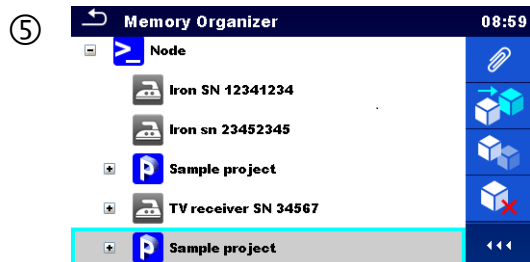 ⑤
Memory Organizer 08:59
Node
Iron SN 12341234
Iron sn 23452345
Sample project
TV receiver SN 34567
Sample project